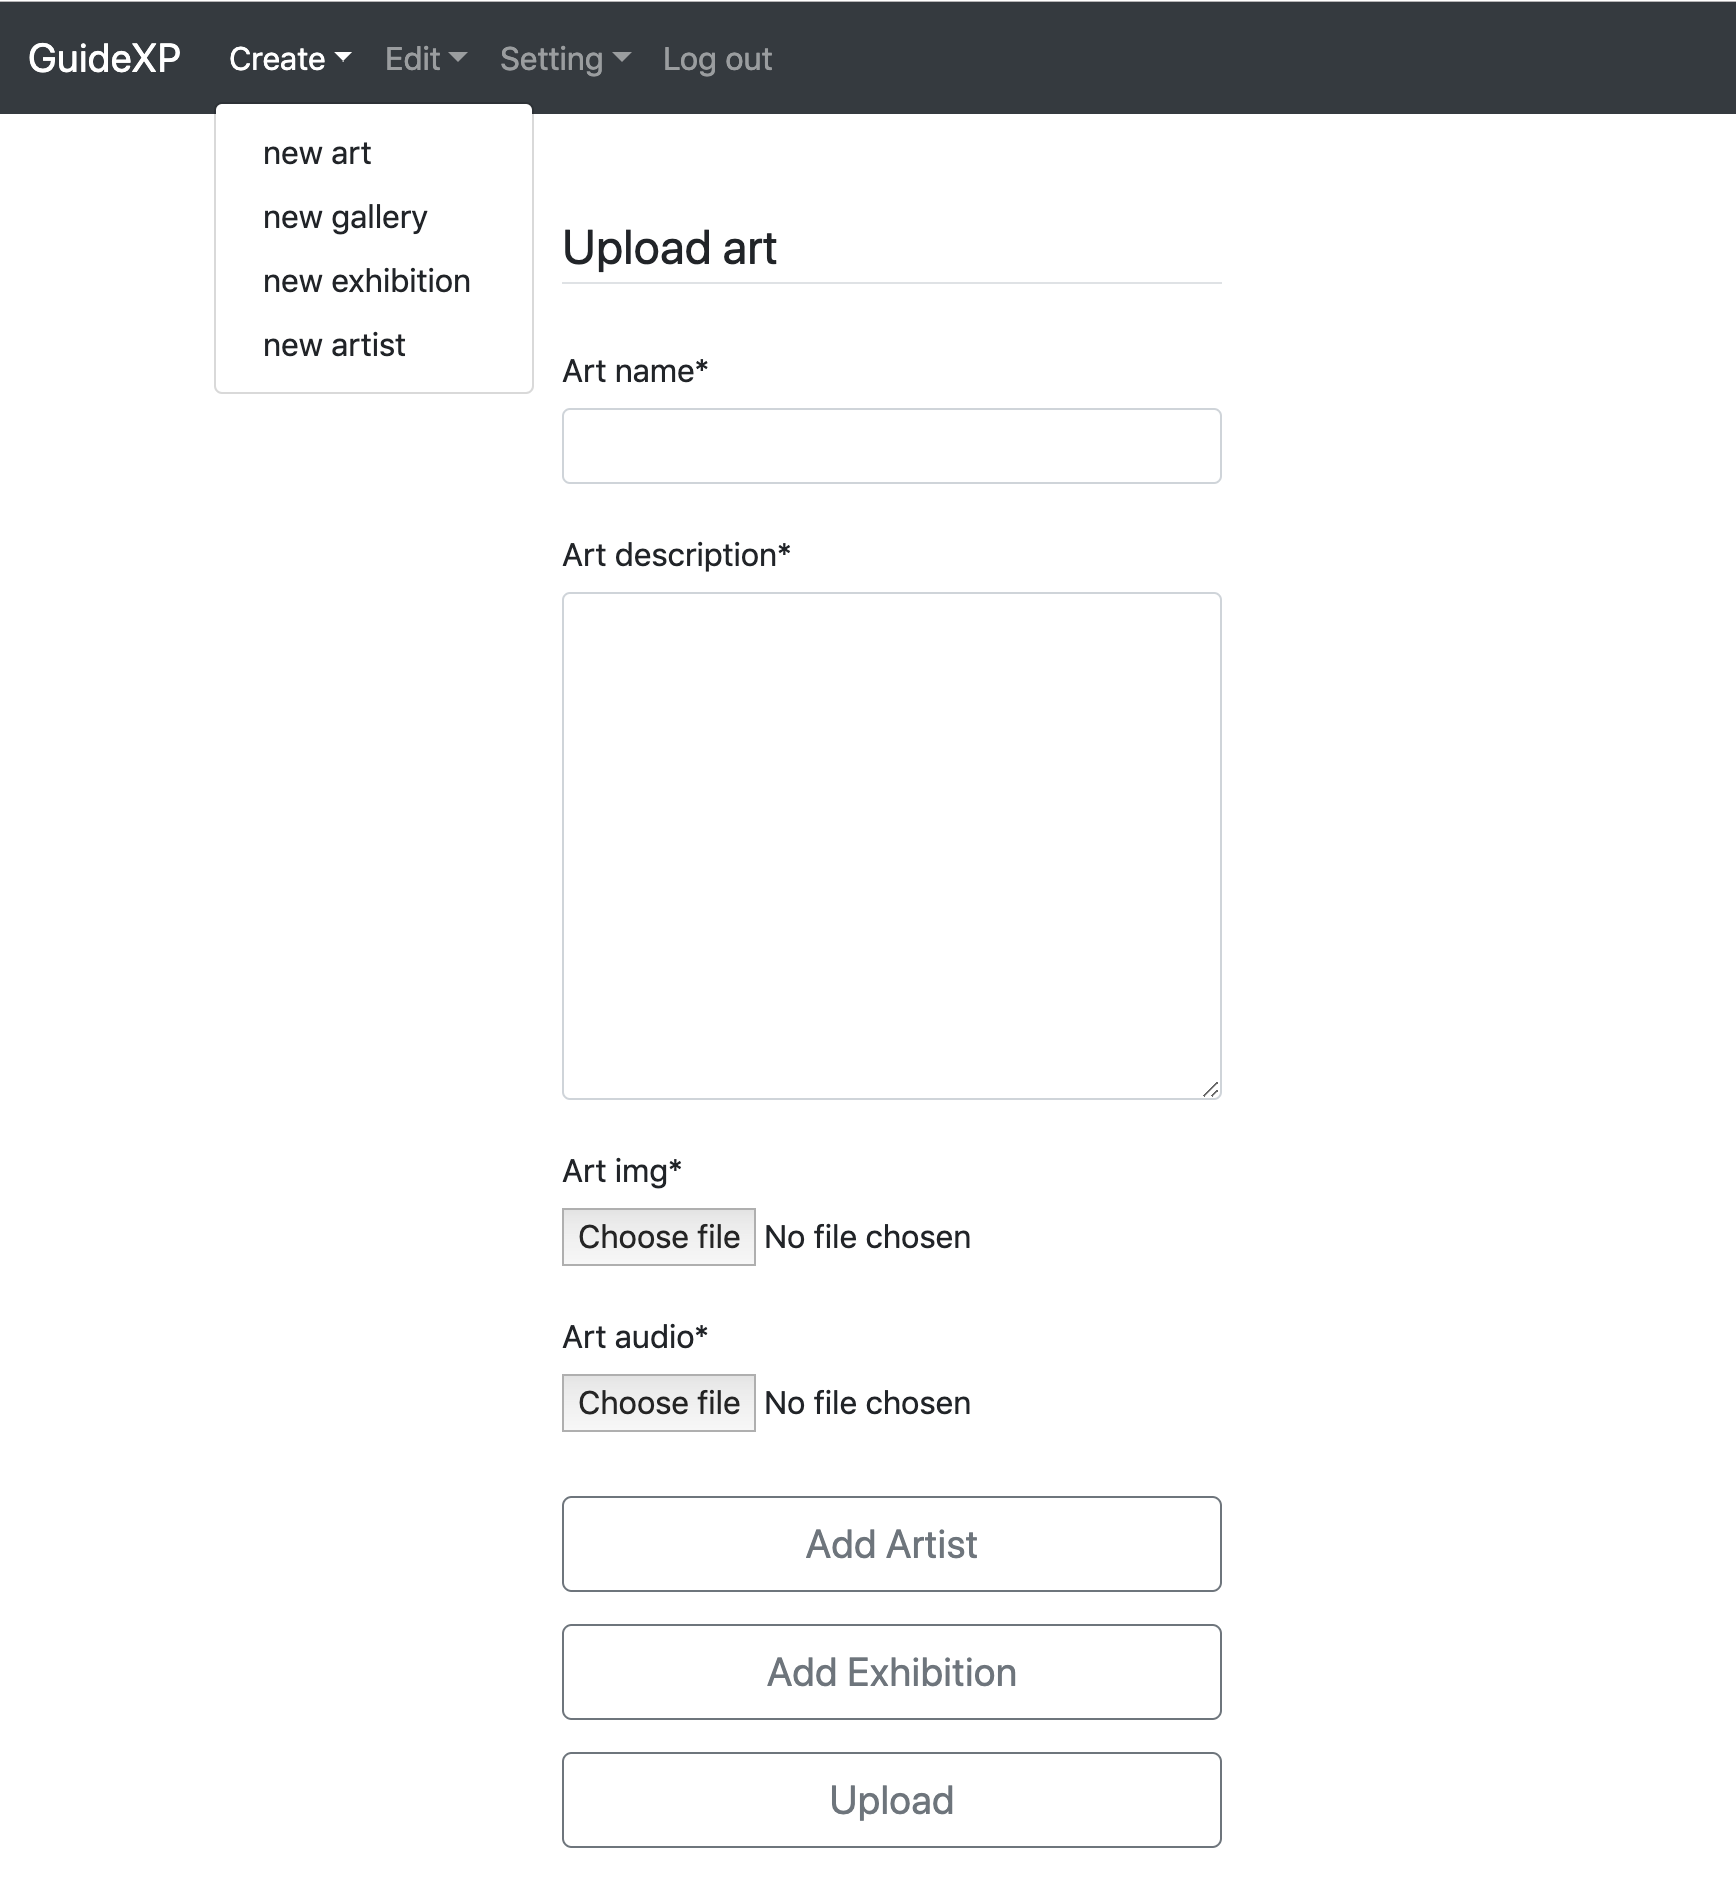 GuideXP Create Edit Setting Log out
new art
new gallery
new exhibition
new artist
Upload art
Art name*
Art description*
Art img*
Choose file No file chosen
Art audio*
Choose file No file chosen
Add Artist
Add Exhibition
Upload